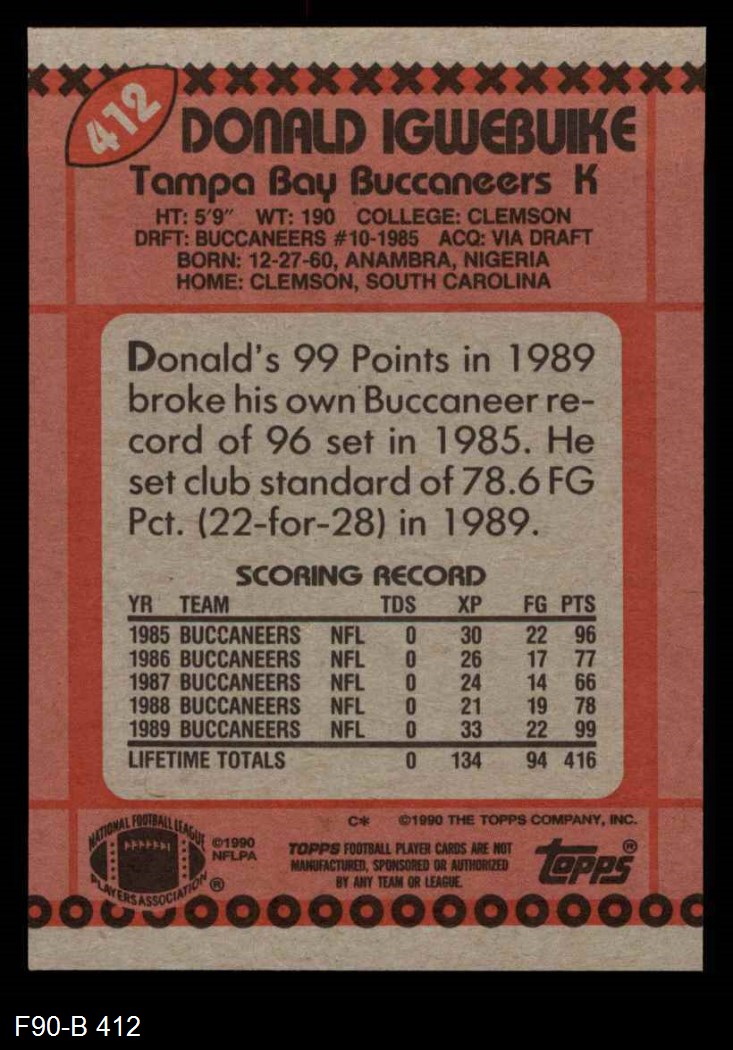 412
DONALD IGWEBUIKE
Tampa Bay Buccaneers K
HT: 5'9" WT: 190 COLLEGE: CLEMSON
DRFT: BUCCANEERS #10-1985 ACQ: VIA DRAFT
BORN: 12-27-60, ANAMBRA, NIGERIA
HOME: CLEMSON, SOUTH CAROLINA
Donald's 99 Points in 1989
broke his own Buccaneer re-
cord of 96 set in 1985. He
set club standard of 78.6 FG
Pct. (22-for-28) in 1989.
SCORING RECORD
YR TEAM TDS XP FG PTS
1985 BUCCANEERS NFL 0 30 22 96
1986 BUCCANEERS NFL 0 26 17 77
1987 BUCCANEERS NFL 0 24 14 66
1988 BUCCANEERS NFL 0 21 19 78
1989 BUCCANEERS NFL 0 33 22 99
LIFETIME TOTALS 0 134 94 416
C* ©1990 THE TOPPS COMPANY, INC.
NATIONAL FOOTBALL LEAGUE
PLAYERS ASSOCIATION ®
©1990
NFLPA
TOPPS FOOTBALL PLAYER CARDS ARE NOT
MANUFACTURED, SPONSORED OR AUTHORIZED
BY ANY TEAM OR LEAGUE.
topps®
F90-B 412